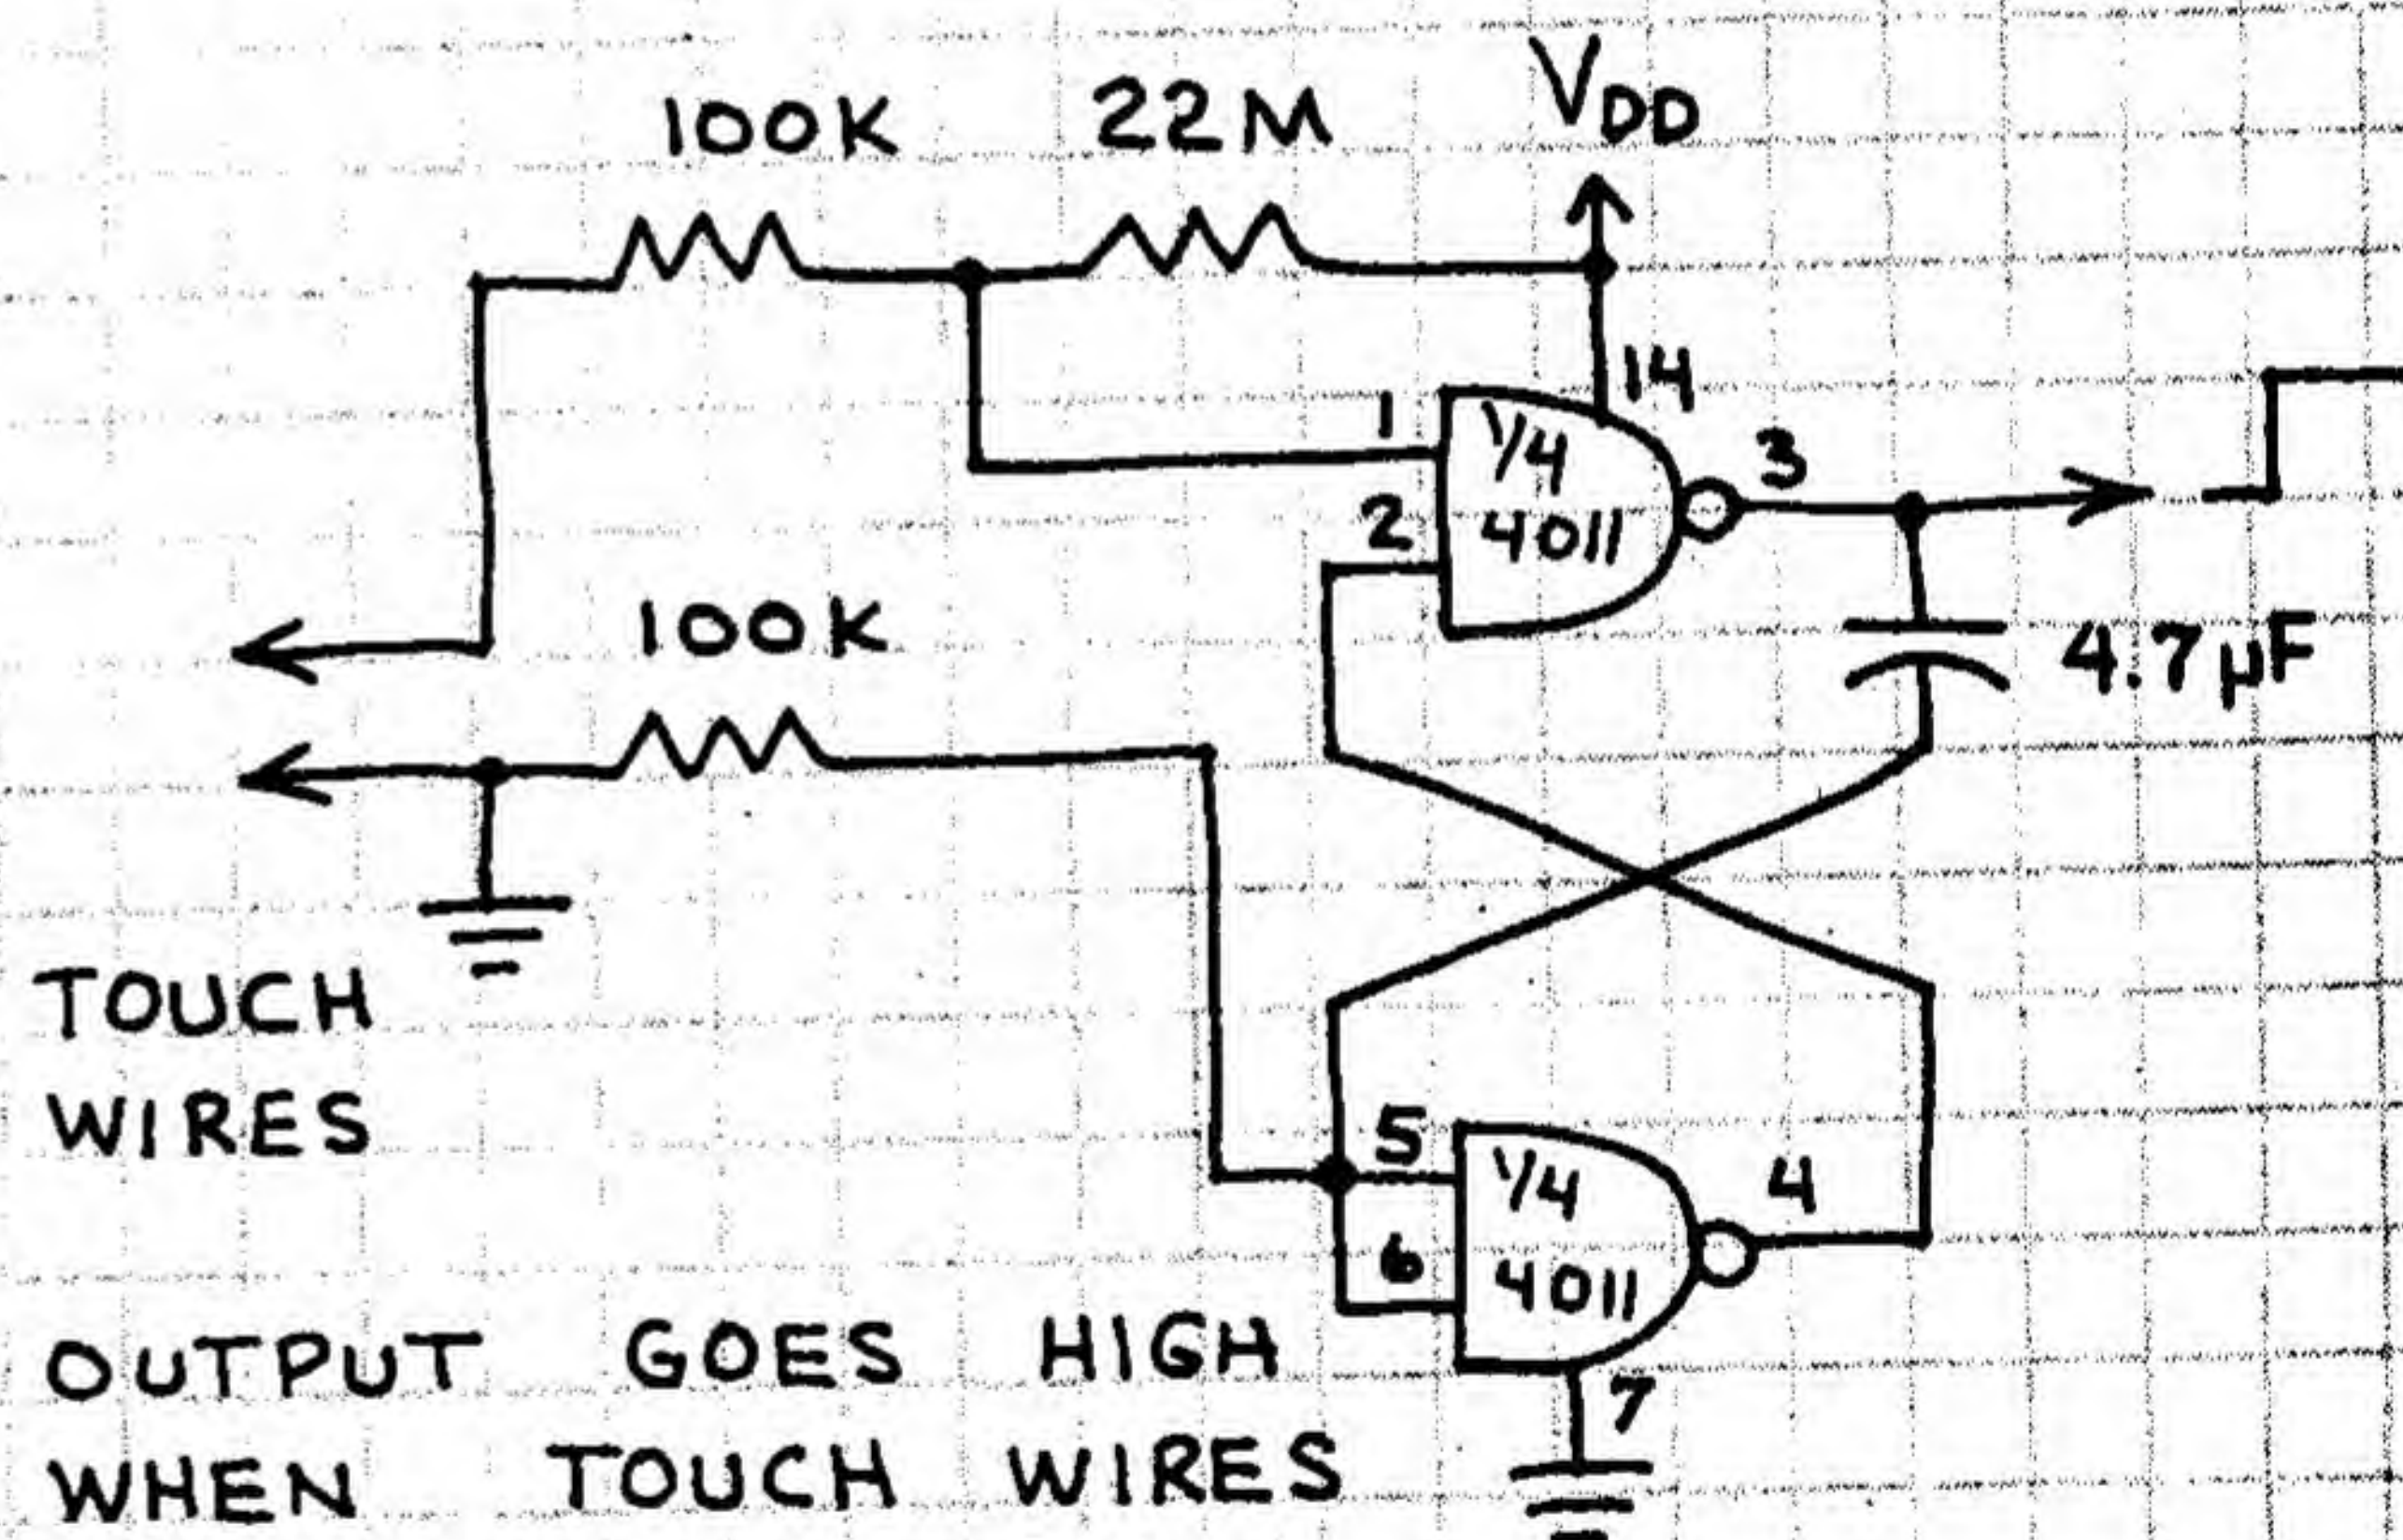 100K 22M VDD
14
1
1/4
4011
3
2
100K
4.7µF
TOUCH
WIRES
5
1/4
4011
4
6
OUTPUT GOES HIGH
7
WHEN TOUCH WIRES